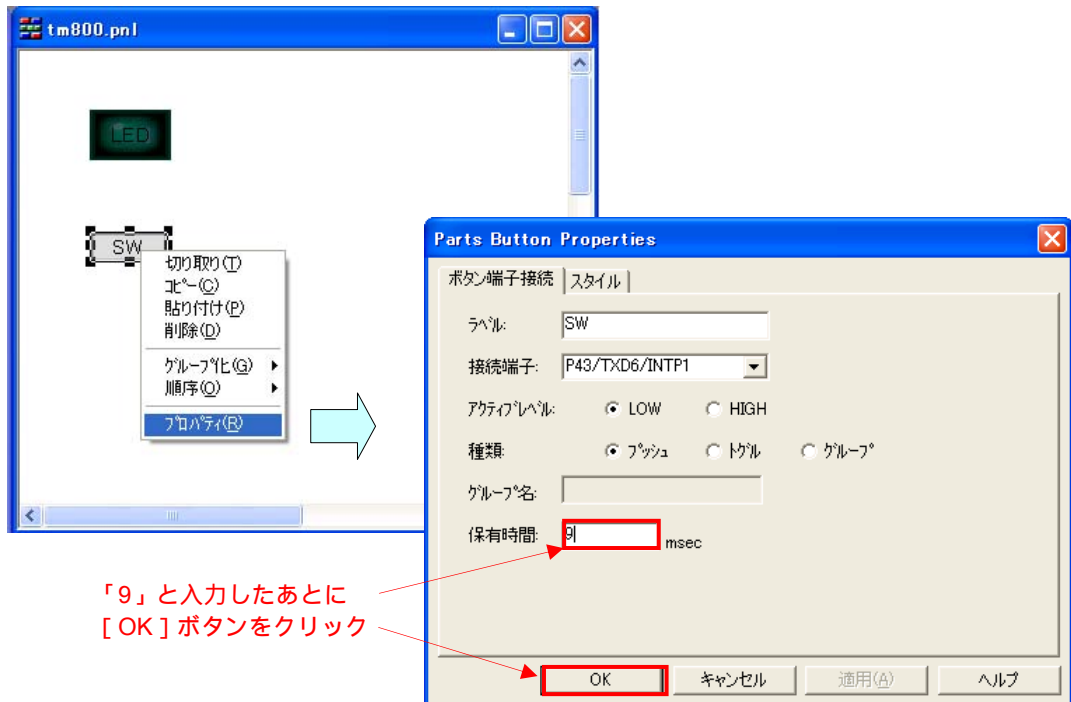 tm800.pnl
LED
SW
切り取り(T)
コピー(C)
貼り付け(P)
削除(D)
グループ化(G)
順序(O)
プロパティ(R)
Parts Button Properties
ボタン端子接続 スタイル
ラベル: SW
接続端子: P43/TXD6/INTP1
アクティブレベル: LOW HIGH
種類: プッシュ トグル グループ
グループ名:
保有時間: 9 msec
「9」と入力したあとに
[ OK ] ボタンをクリック
OK キャンセル 適用(A) ヘルプ